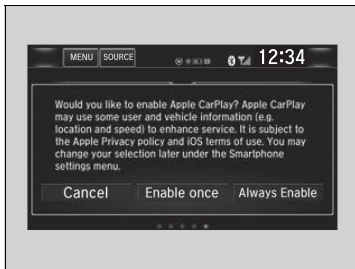 MENU SOURCE 12:34
Would you like to enable Apple CarPlay? Apple CarPlay
may use some user and vehicle information (e.g.
location and speed) to enhance service. It is subject to
the Apple Privacy policy and iOS terms of use. You may
change your selection later under the Smartphone
settings menu.
Cancel Enable once Always Enable